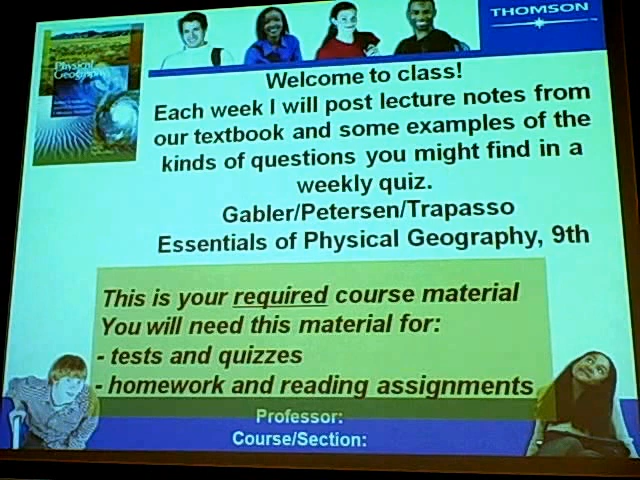 THOMSON
Physical
Geography
Welcome to class!
Each week I will post lecture notes from
our textbook and some examples of the
kinds of questions you might find in a
weekly quiz.
Gabler/Petersen/Trapasso
Essentials of Physical Geography, 9th
This is your required course material
You will need this material for:
- tests and quizzes
- homework and reading assignments
Professor:
Course/Section: